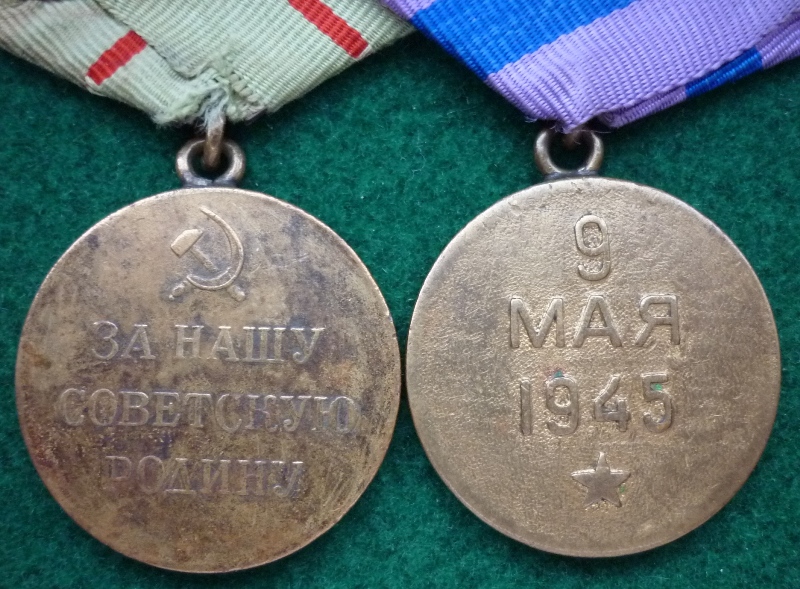 ЗА НАШУ
СОВЕТСКУЮ
РОДИНУ
9
МАЯ
1945